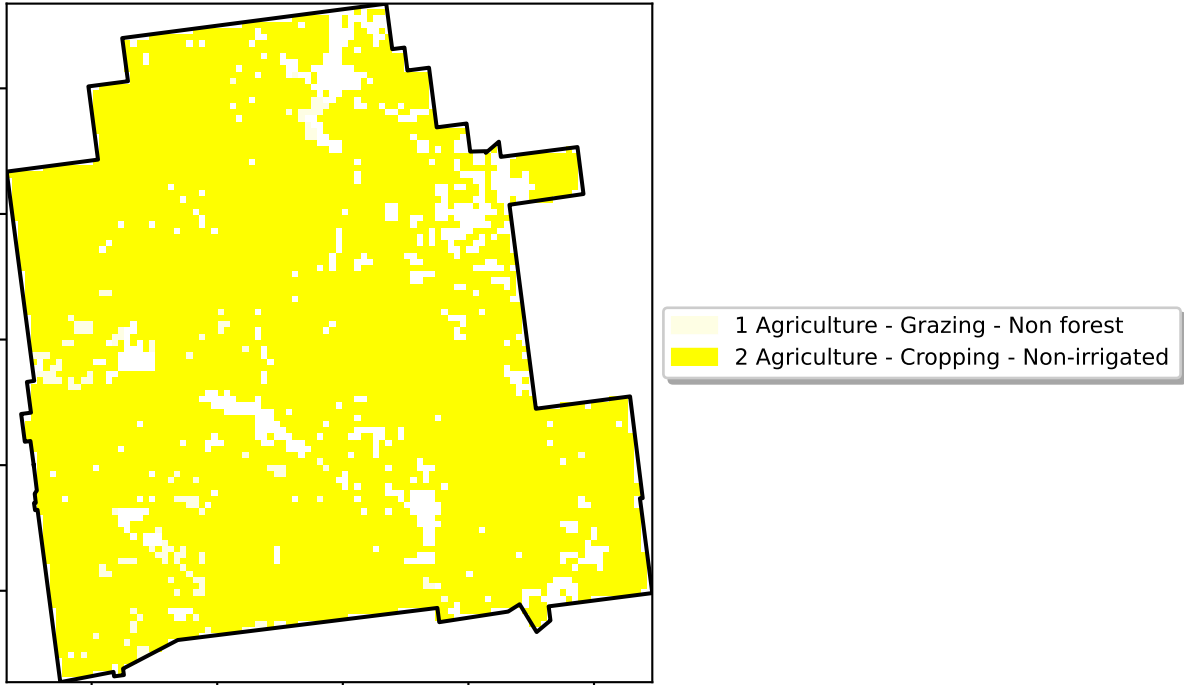 1 Agriculture - Grazing - Non forest
2 Agriculture - Cropping - Non-irrigated